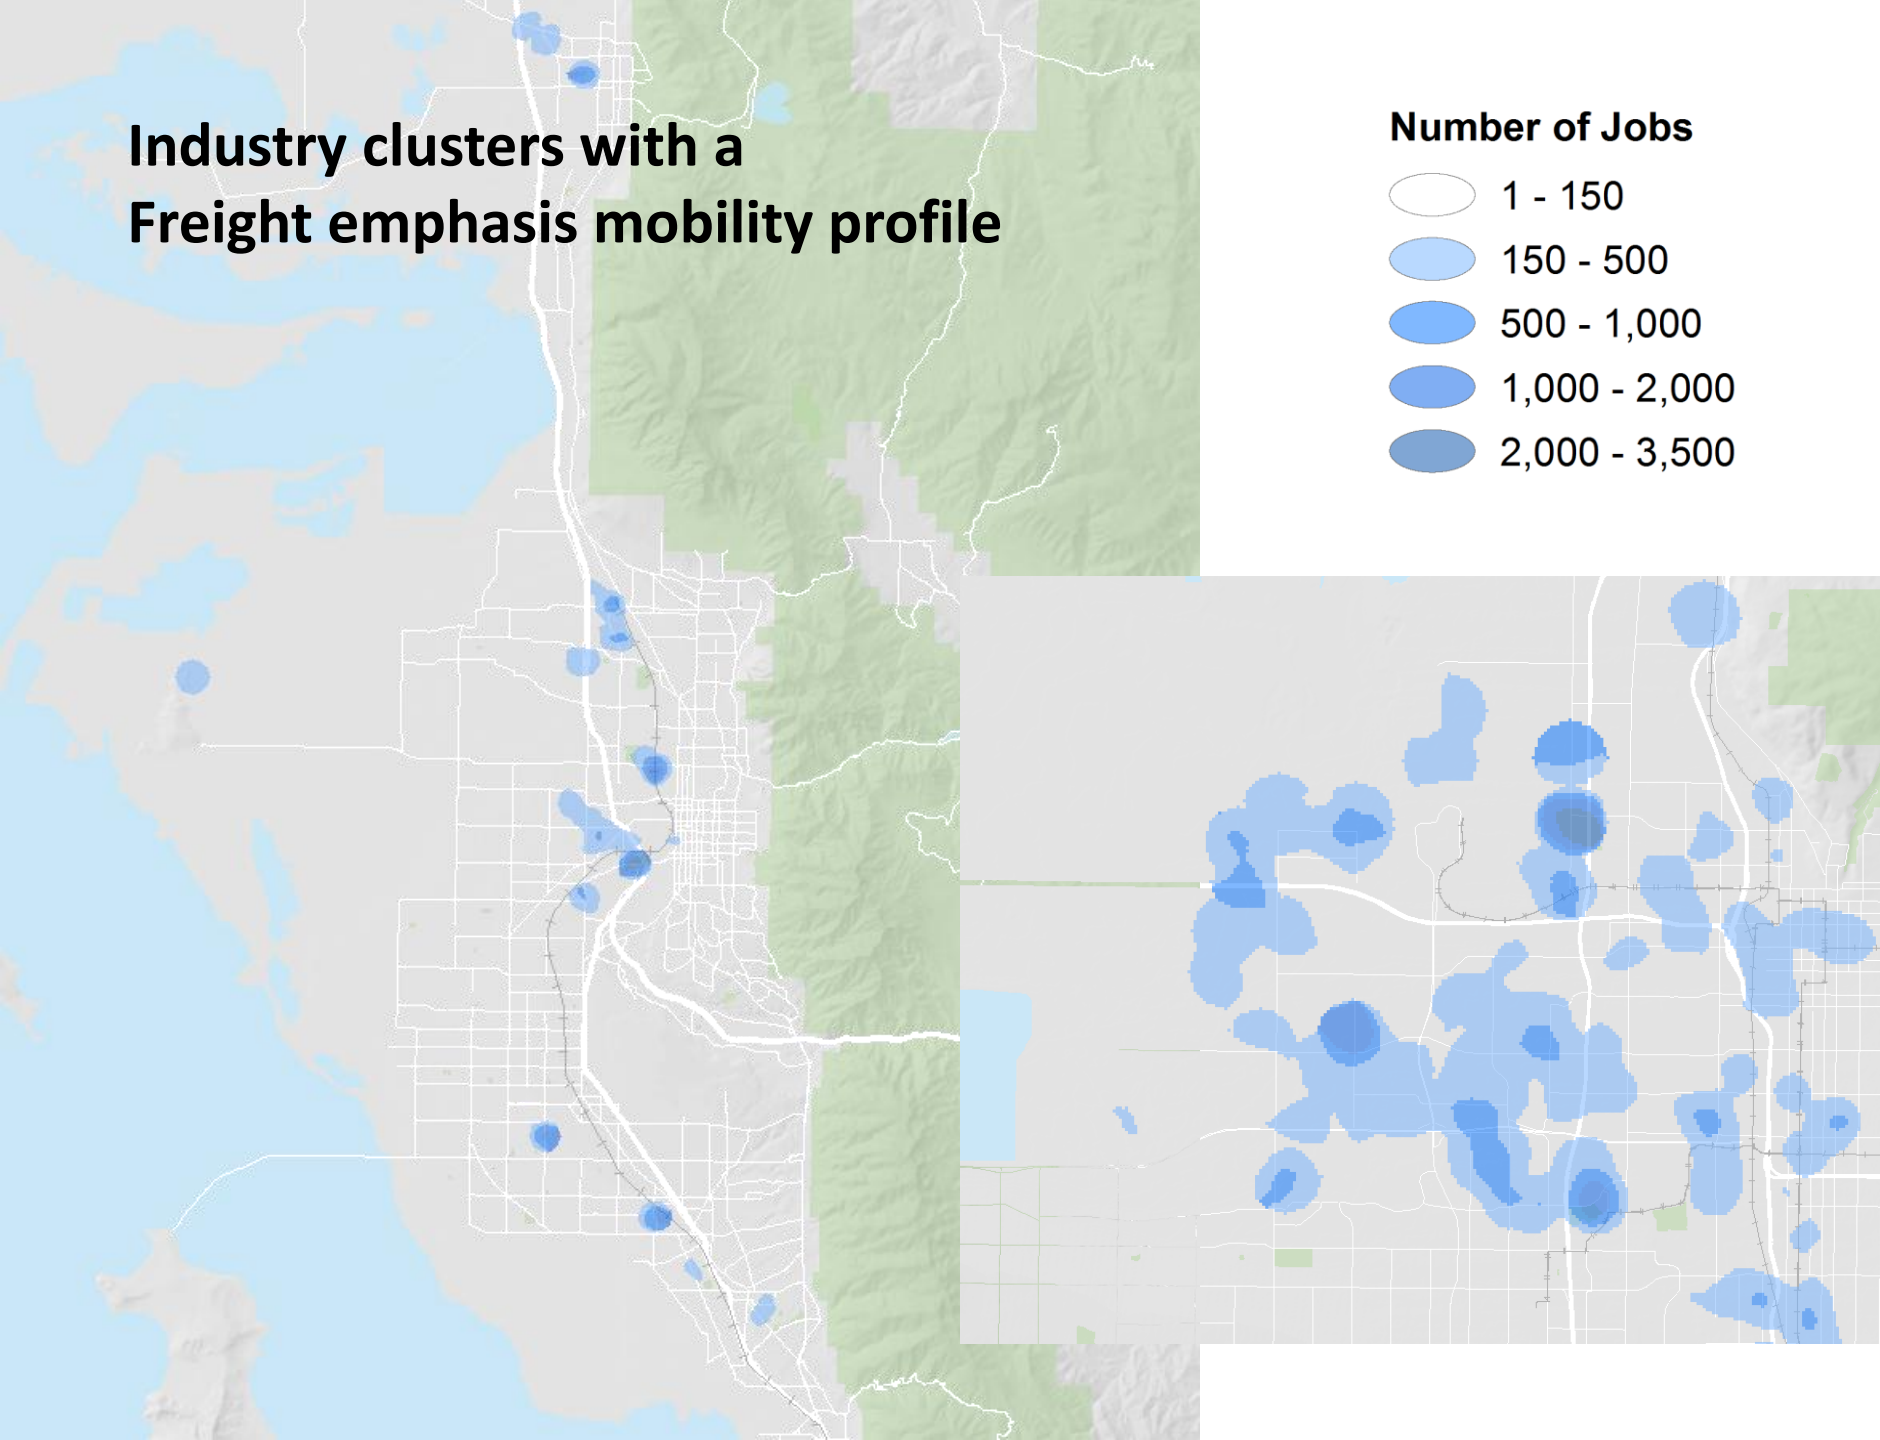 Industry clusters with a
Freight emphasis mobility profile
Number of Jobs
1 - 150
150 - 500
500 - 1,000
1,000 - 2,000
2,000 - 3,500